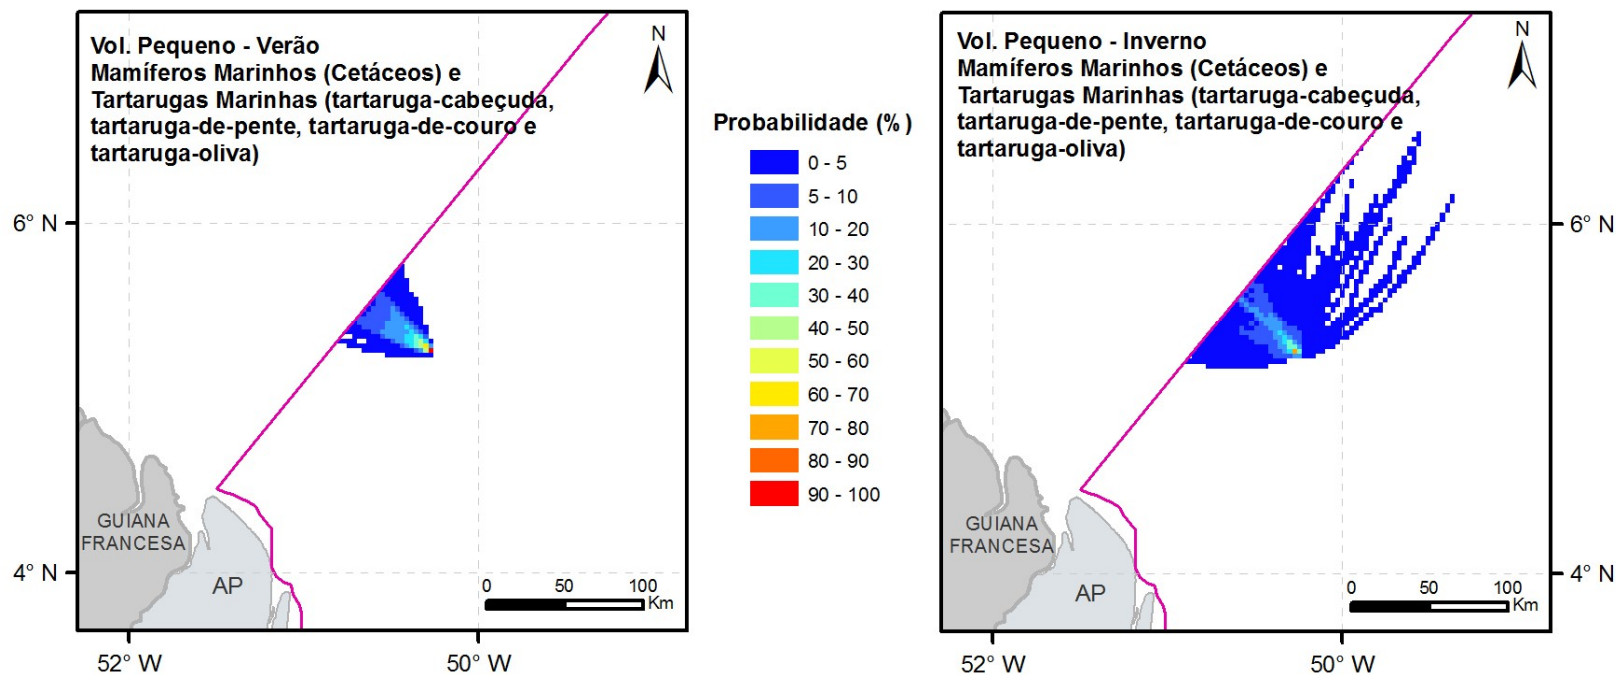 Vol. Pequeno - Verão
Mamíferos Marinhos (Cetáceos) e
Tartarugas Marinhas (tartaruga-cabeçuda,
tartaruga-de-pente, tartaruga-de-couro e
tartaruga-oliva)
N
6° N
4° N
GUIANA
FRANCESA
AP
0 50 100
Km
52° W
50° W
Probabilidade (%)
0 - 5
5 - 10
10 - 20
20 - 30
30 - 40
40 - 50
50 - 60
60 - 70
70 - 80
80 - 90
90 - 100
Vol. Pequeno - Inverno
Mamíferos Marinhos (Cetáceos) e
Tartarugas Marinhas (tartaruga-cabeçuda,
tartaruga-de-pente, tartaruga-de-couro e
tartaruga-oliva)
N
6° N
4° N
GUIANA
FRANCESA
AP
0 50 100
Km
52° W
50° W